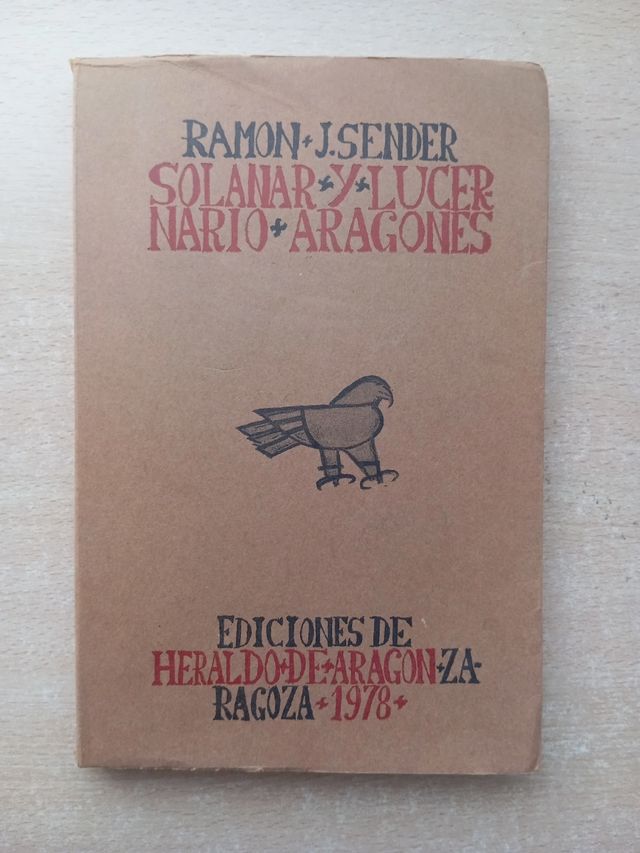 RAMON + J. SENDER
SOLANAR + Y + LUCER-
NARIO + ARAGONES
EDICIONES DE
HERALDO + DE + ARAGON + ZA-
RAGOZA + 1978 +